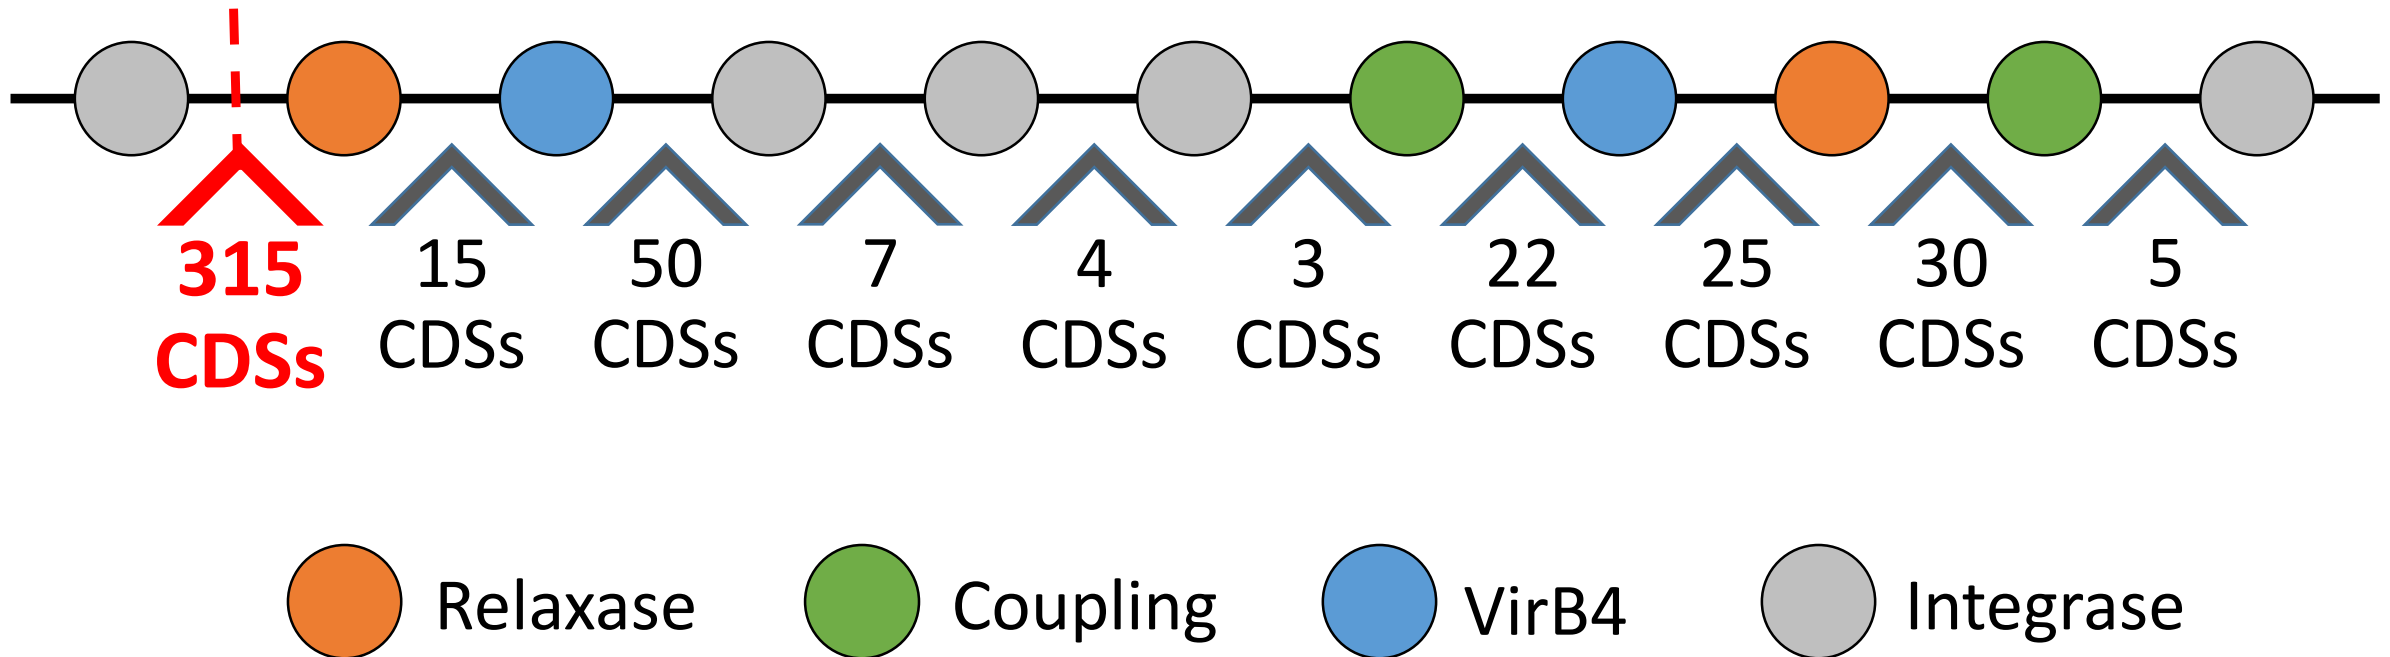 315 15 50 7 4 3 22 25 30 5
CDSs CDSs CDSs CDSs CDSs CDSs CDSs CDSs CDSs CDSs
Relaxase Coupling VirB4 Integrase